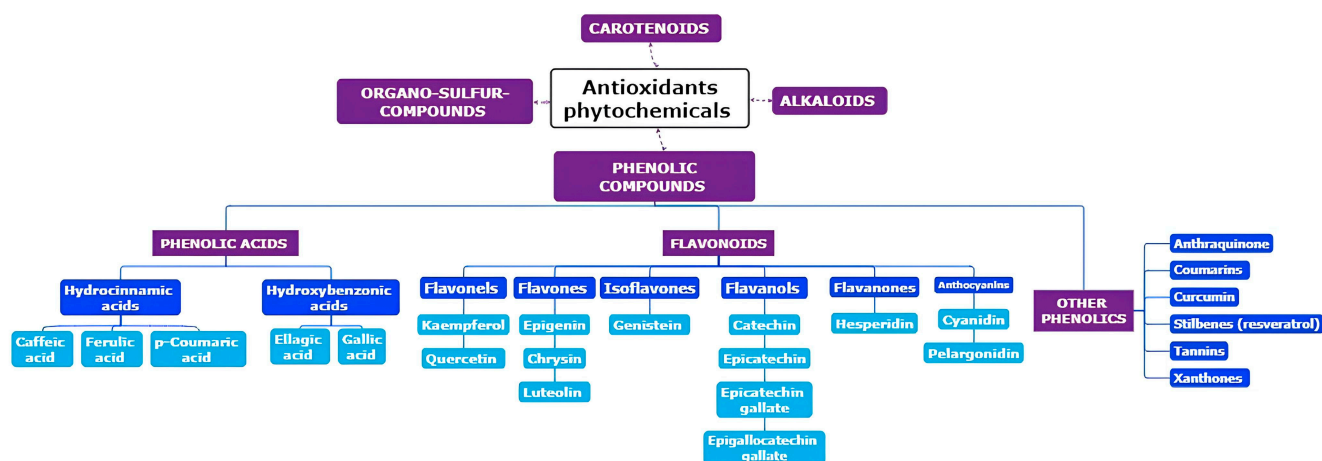 CAROTENOIDS
ORGANO-SULFUR-
COMPOUNDS
Antioxidants
phytochemicals
ALKALOIDS
PHENOLIC
COMPOUNDS
PHENOLIC ACIDS
FLAVONOIDS
OTHER
PHENOLICS
Hydrocinnamic
acids
Hydroxybenzonic
acids
Caffeic
acid
Ferulic
acid
p-Coumaric
acid
Ellagic
acid
Gallic
acid
Flavonels
Kaempferol
Quercetin
Flavones
Epigenin
Chrysin
Luteolin
Isoflavones
Genistein
Flavanols
Catechin
Epicatechin
Epicatechin
gallate
Epigallocatechin
gallate
Flavanones
Hesperidin
Anthocyanins
Cyanidin
Pelargonidin
Anthraquinone
Coumarins
Curcumin
Stilbenes (resveratrol)
Tannins
Xanthones